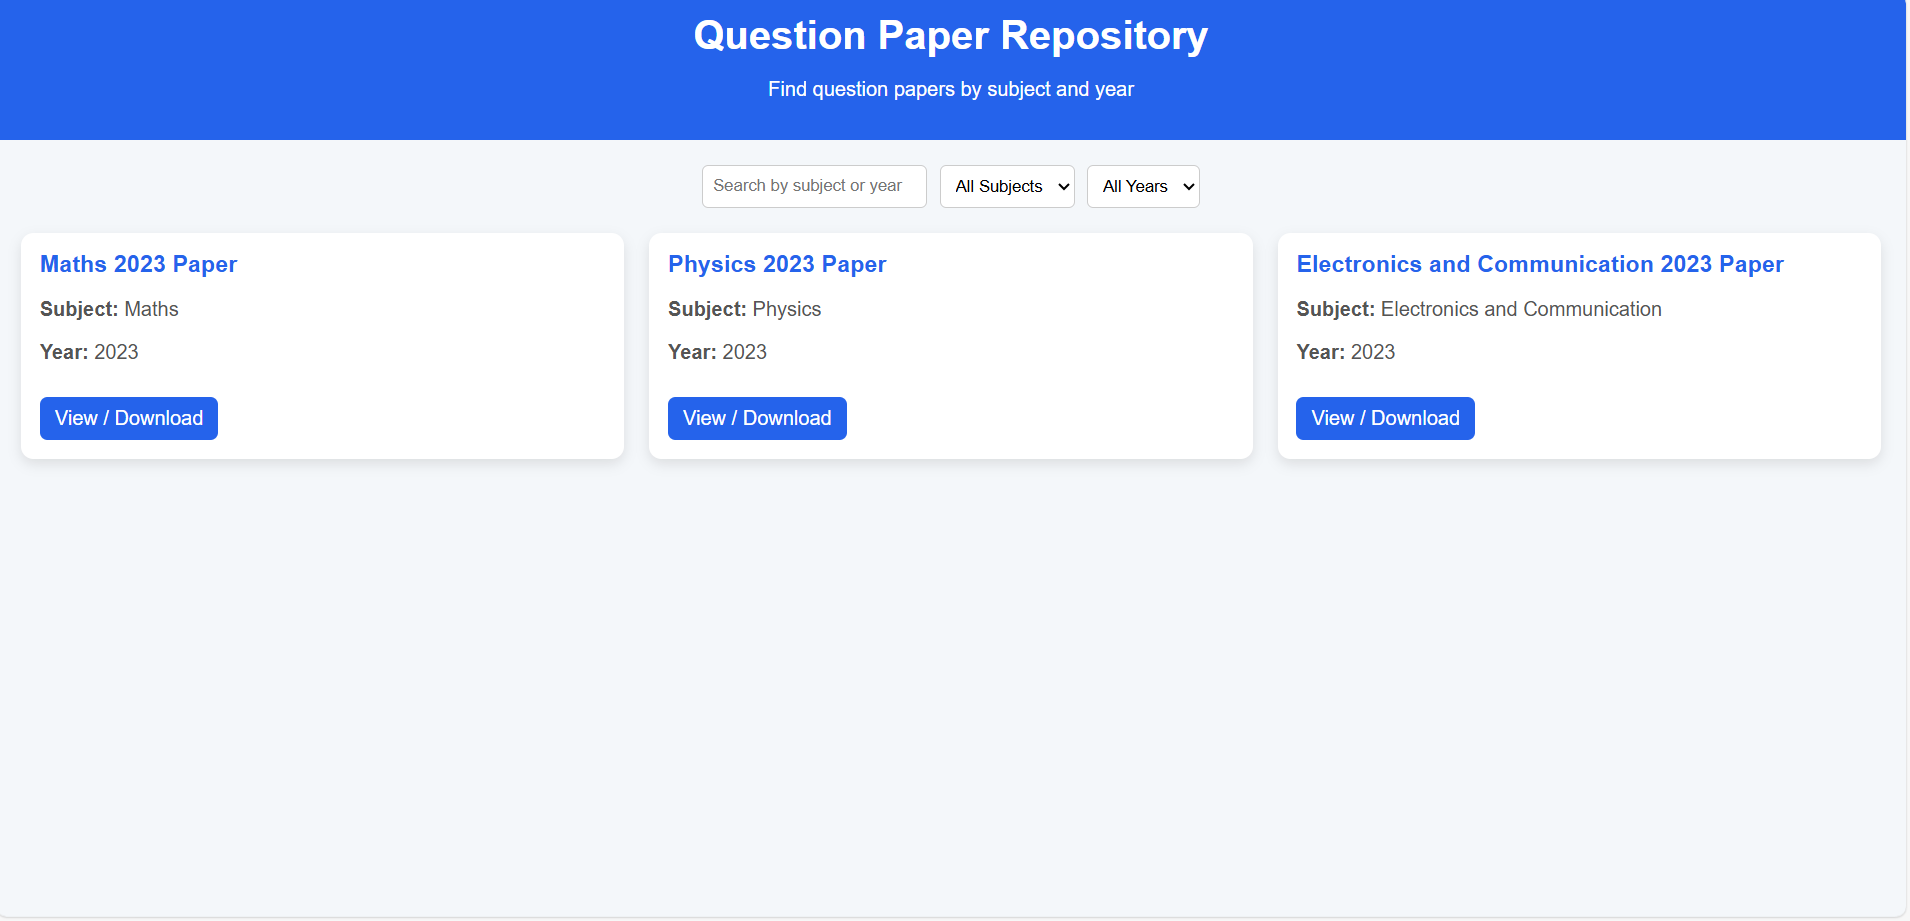 Question Paper Repository
Find question papers by subject and year
Search by subject or year
All Subjects
All Years
Maths 2023 Paper
Subject: Maths
Year: 2023
View / Download
Physics 2023 Paper
Subject: Physics
Year: 2023
View / Download
Electronics and Communication 2023 Paper
Subject: Electronics and Communication
Year: 2023
View / Download